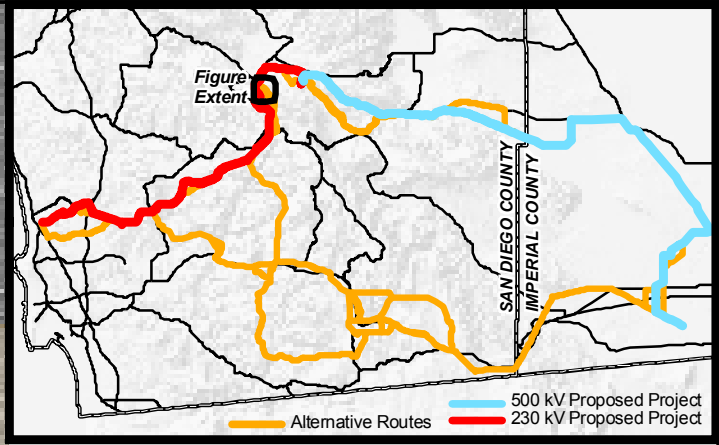 Figure
Extent
SAN DIEGO COUNTY
IMPERIAL COUNTY
500 kV Proposed Project
Alternative Routes
230 kV Proposed Project